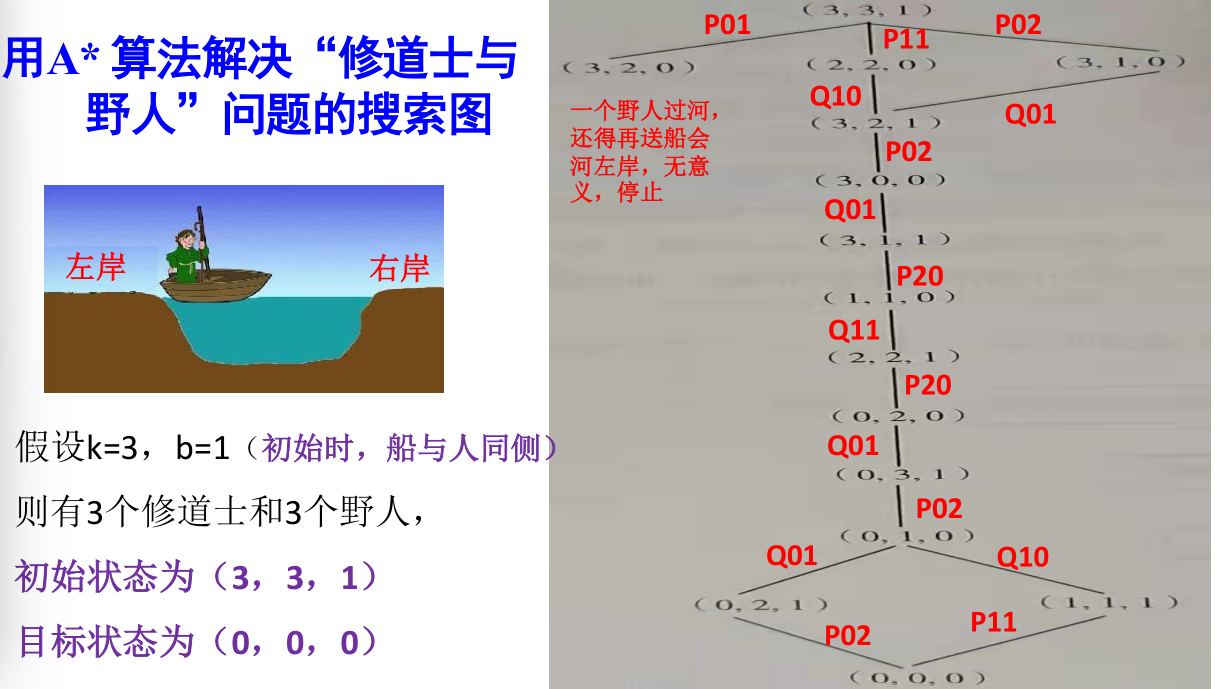 用A* 算法解决“修道士与
野人”问题的搜索图
左岸
右岸
假设k=3，b=1（初始时，船与人同侧）
则有3个修道士和3个野人，
初始状态为（3，3，1）
目标状态为（0，0，0）
(3, 3, 1)
P01
P11
P02
(3, 2, 0)
(2, 2, 0)
(3, 1, 0)
一个野人过河，
还得再送船会
河左岸，无意
义，停止
Q10
Q01
(3, 2, 1)
P02
(3, 0, 0)
Q01
(3, 1, 1)
P20
(1, 1, 0)
Q11
(2, 2, 1)
P20
(0, 2, 0)
Q01
(0, 3, 1)
P02
(0, 1, 0)
Q01
Q10
(0, 2, 1)
(1, 1, 1)
P02
P11
(0, 0, 0)